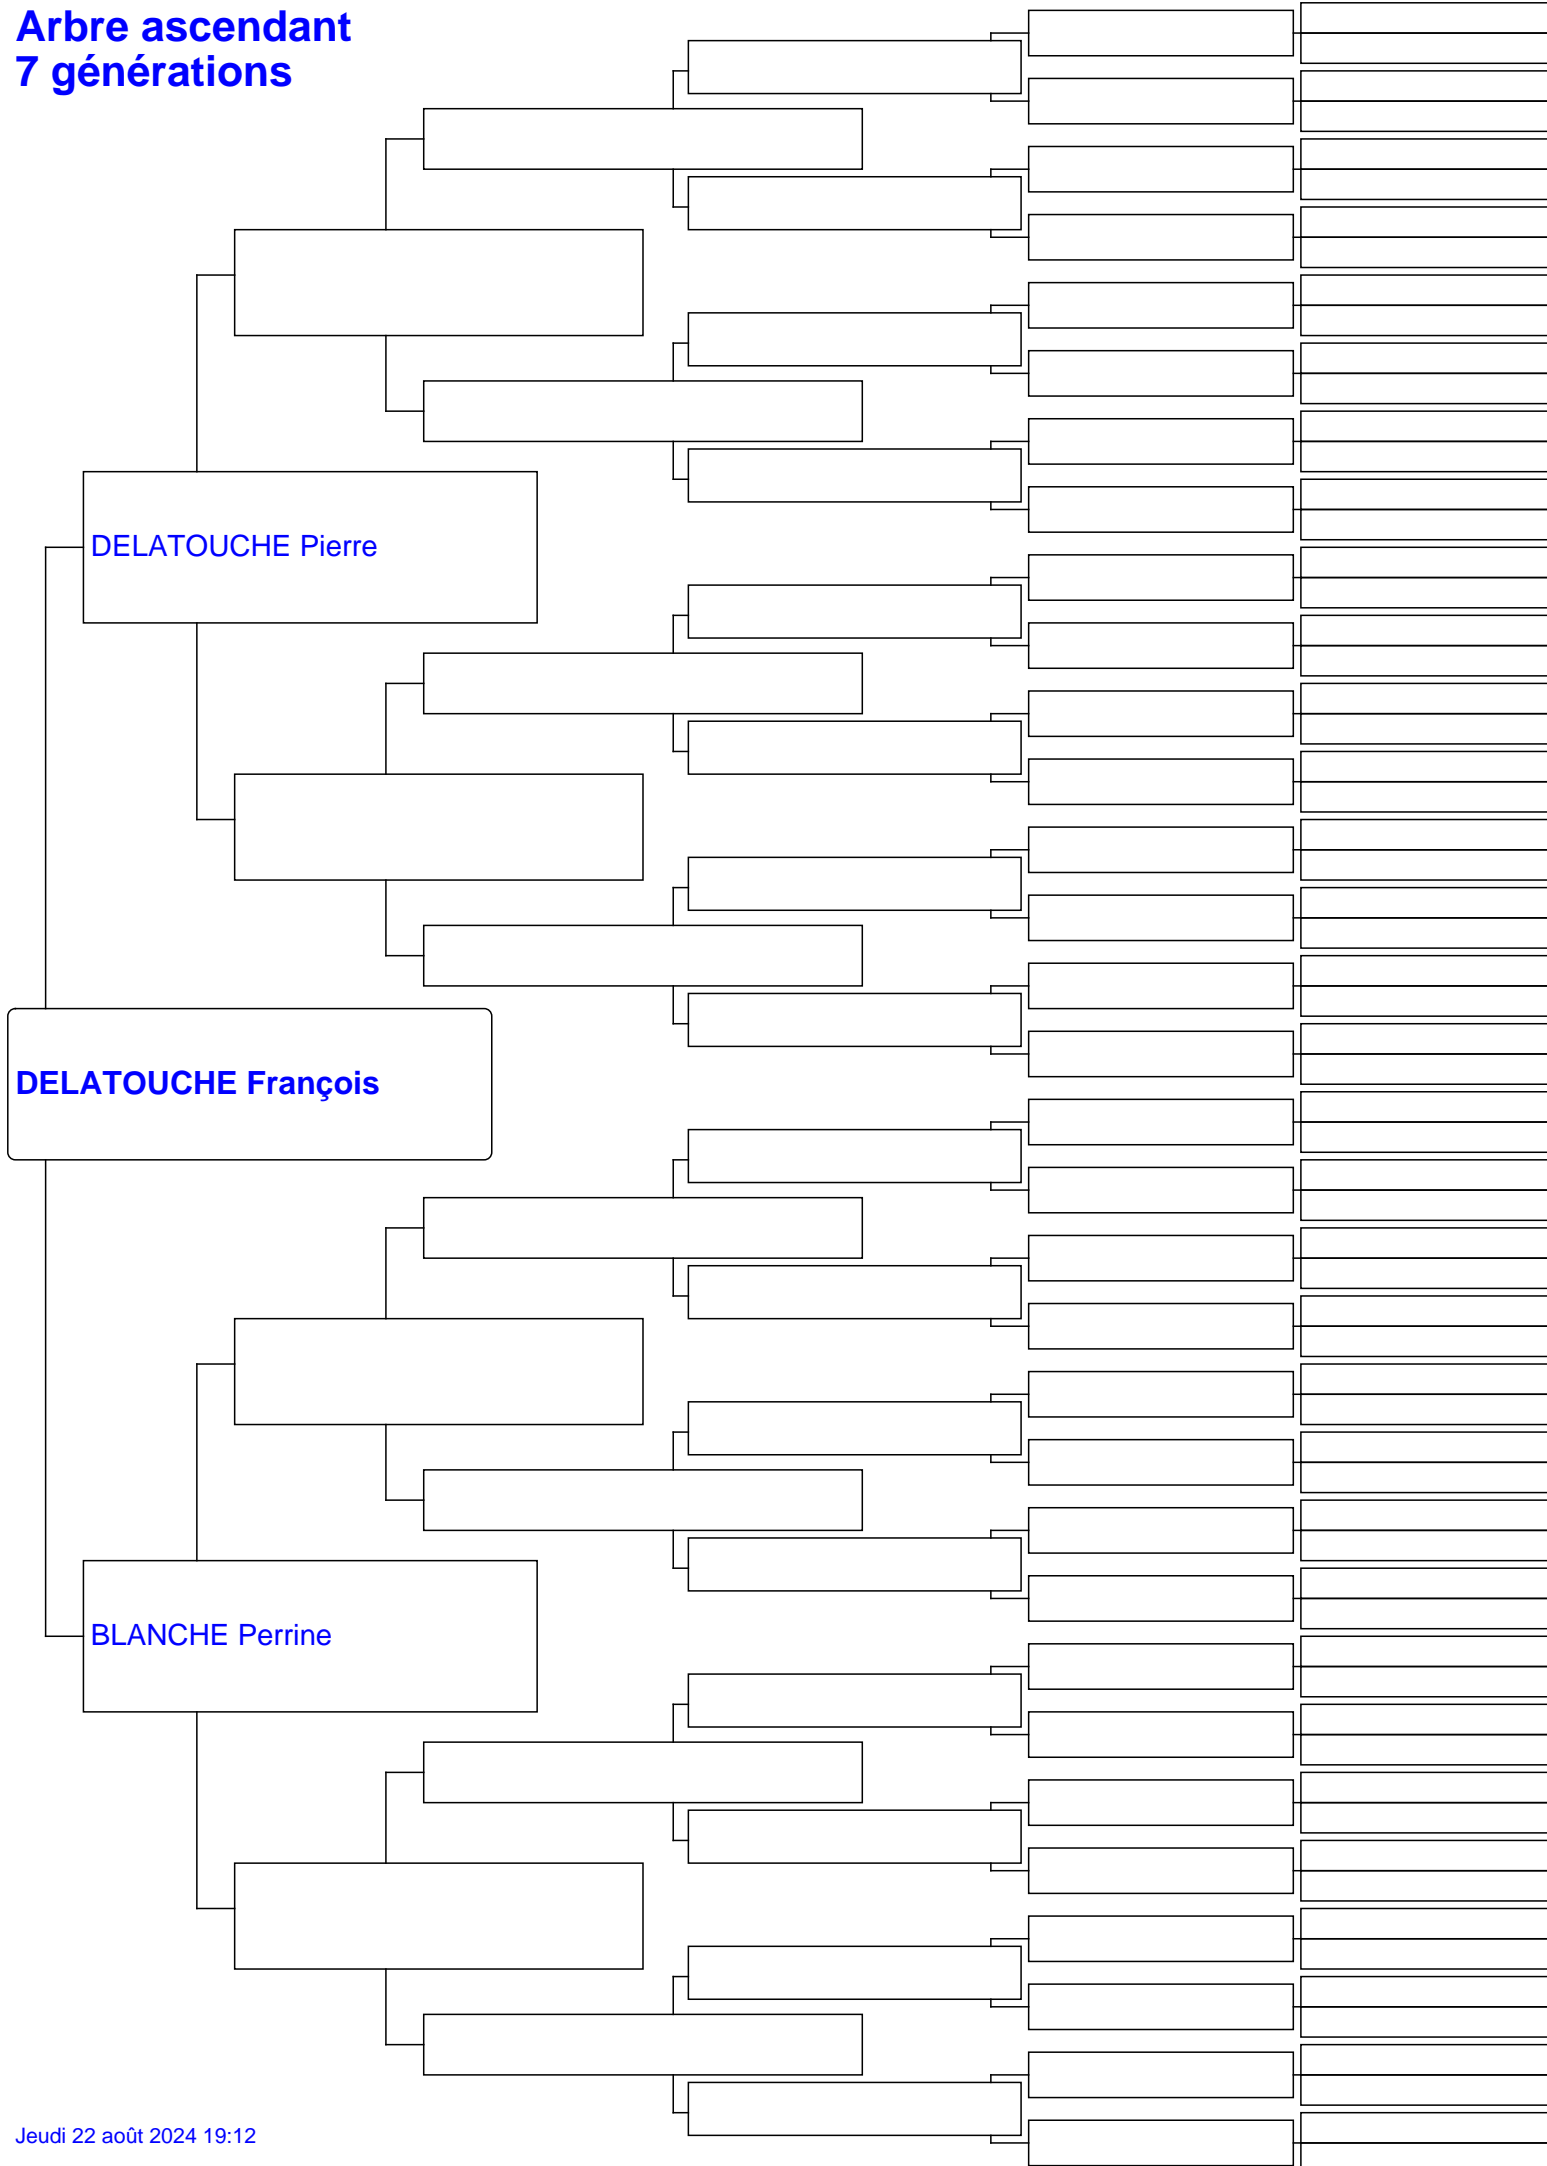 Arbre ascendant
7 générations
DELATOUCHE Pierre
DELATOUCHE François
BLANCHE Perrine
Jeudi 22 août 2024 19:12